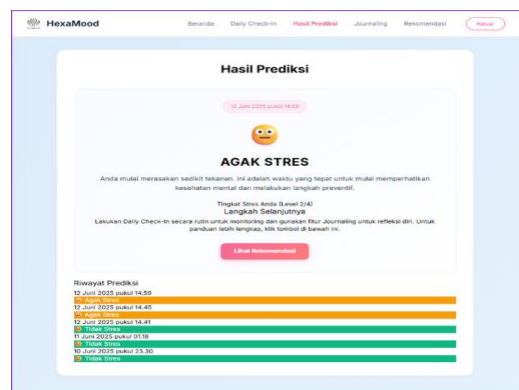 HexaMood
Beranda Daily Check-In Hasil Prediksi Journaling Rekomendasi Keluar
Hasil Prediksi
12 Juni 2025 pukul 14.59
AGAK STRES
Anda mulai merasakan sedikit tekanan. Ini adalah waktu yang tepat untuk mulai memperhatikan
kesehatan mental dan melakukan langkah preventif.
Tingkat Stres Anda (Level 2/4)
Langkah Selanjutnya
Lakukan Daily Check-In secara rutin untuk monitoring dan gunakan fitur Journaling untuk refleksi diri. Untuk
panduan lebih lengkap, klik tombol di bawah ini.
Lihat Rekomendasi
Riwayat Prediksi
12 Juni 2025 pukul 14.59
Agak Stres
12 Juni 2025 pukul 14.45
Agak Stres
12 Juni 2025 pukul 14.41
Tidak Stres
11 Juni 2025 pukul 01.18
Tidak Stres
10 Juni 2025 pukul 23.30
Tidak Stres